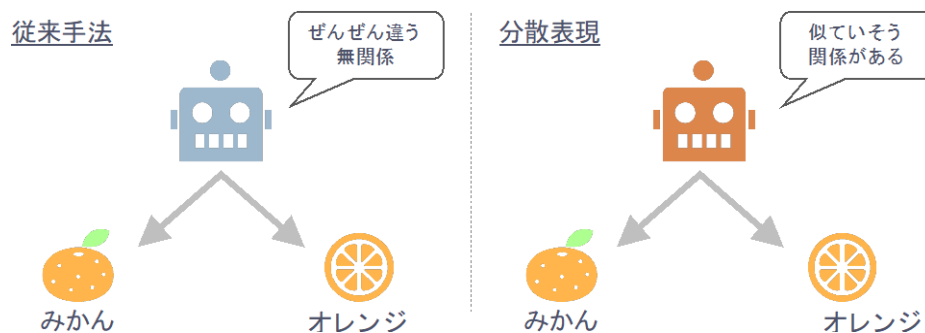 従来手法
ぜんぜん違う
無関係
みかん
オレンジ
分散表現
似ていそう
関係がある
みかん
オレンジ